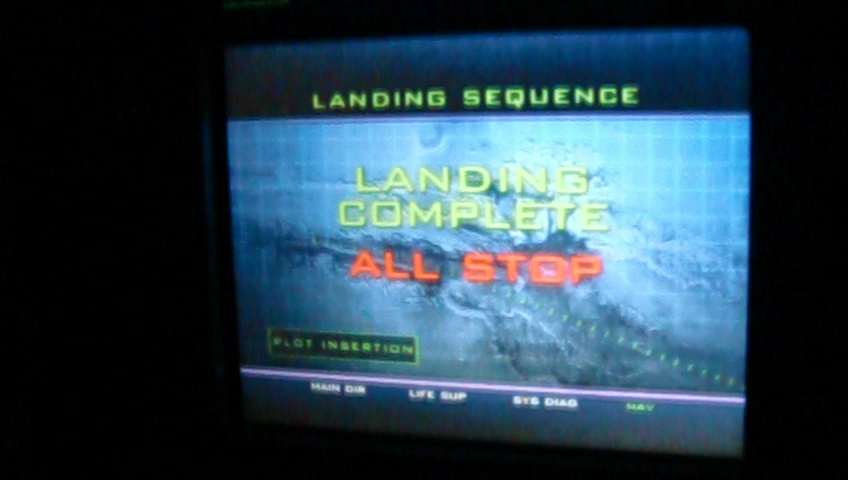 LANDING SEQUENCE
LANDING
COMPLETE
ALL STOP
PLOT INSERTION
MAIN DIR LIFE SUP SYS DIAG NAV